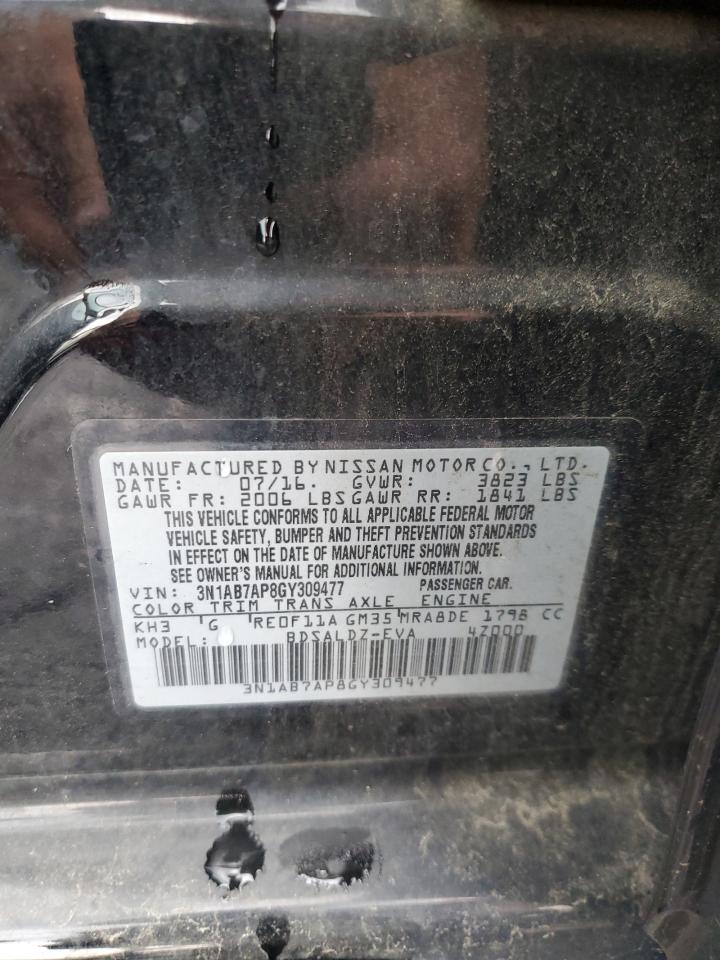 MANUFACTURED BY NISSAN MOTOR CO., LTD.
DATE: 07/16. GVWR: 3823 LBS
GAWR FR: 2006 LBS GAWR RR: 1841 LBS
THIS VEHICLE CONFORMS TO ALL APPLICABLE FEDERAL MOTOR
VEHICLE SAFETY, BUMPER AND THEFT PREVENTION STANDARDS
IN EFFECT ON THE DATE OF MANUFACTURE SHOWN ABOVE.
SEE OWNER'S MANUAL FOR ADDITIONAL INFORMATION.
VIN: 3N1AB7AP8GY309477 PASSENGER CAR.
COLOR TRIM TRANS AXLE ENGINE
KH3 G RE0F11A GM35 MRA8DE 1798 CC
MODEL: BDSALDZ-EVA 4Z000
3N1AB7AP8GY309477